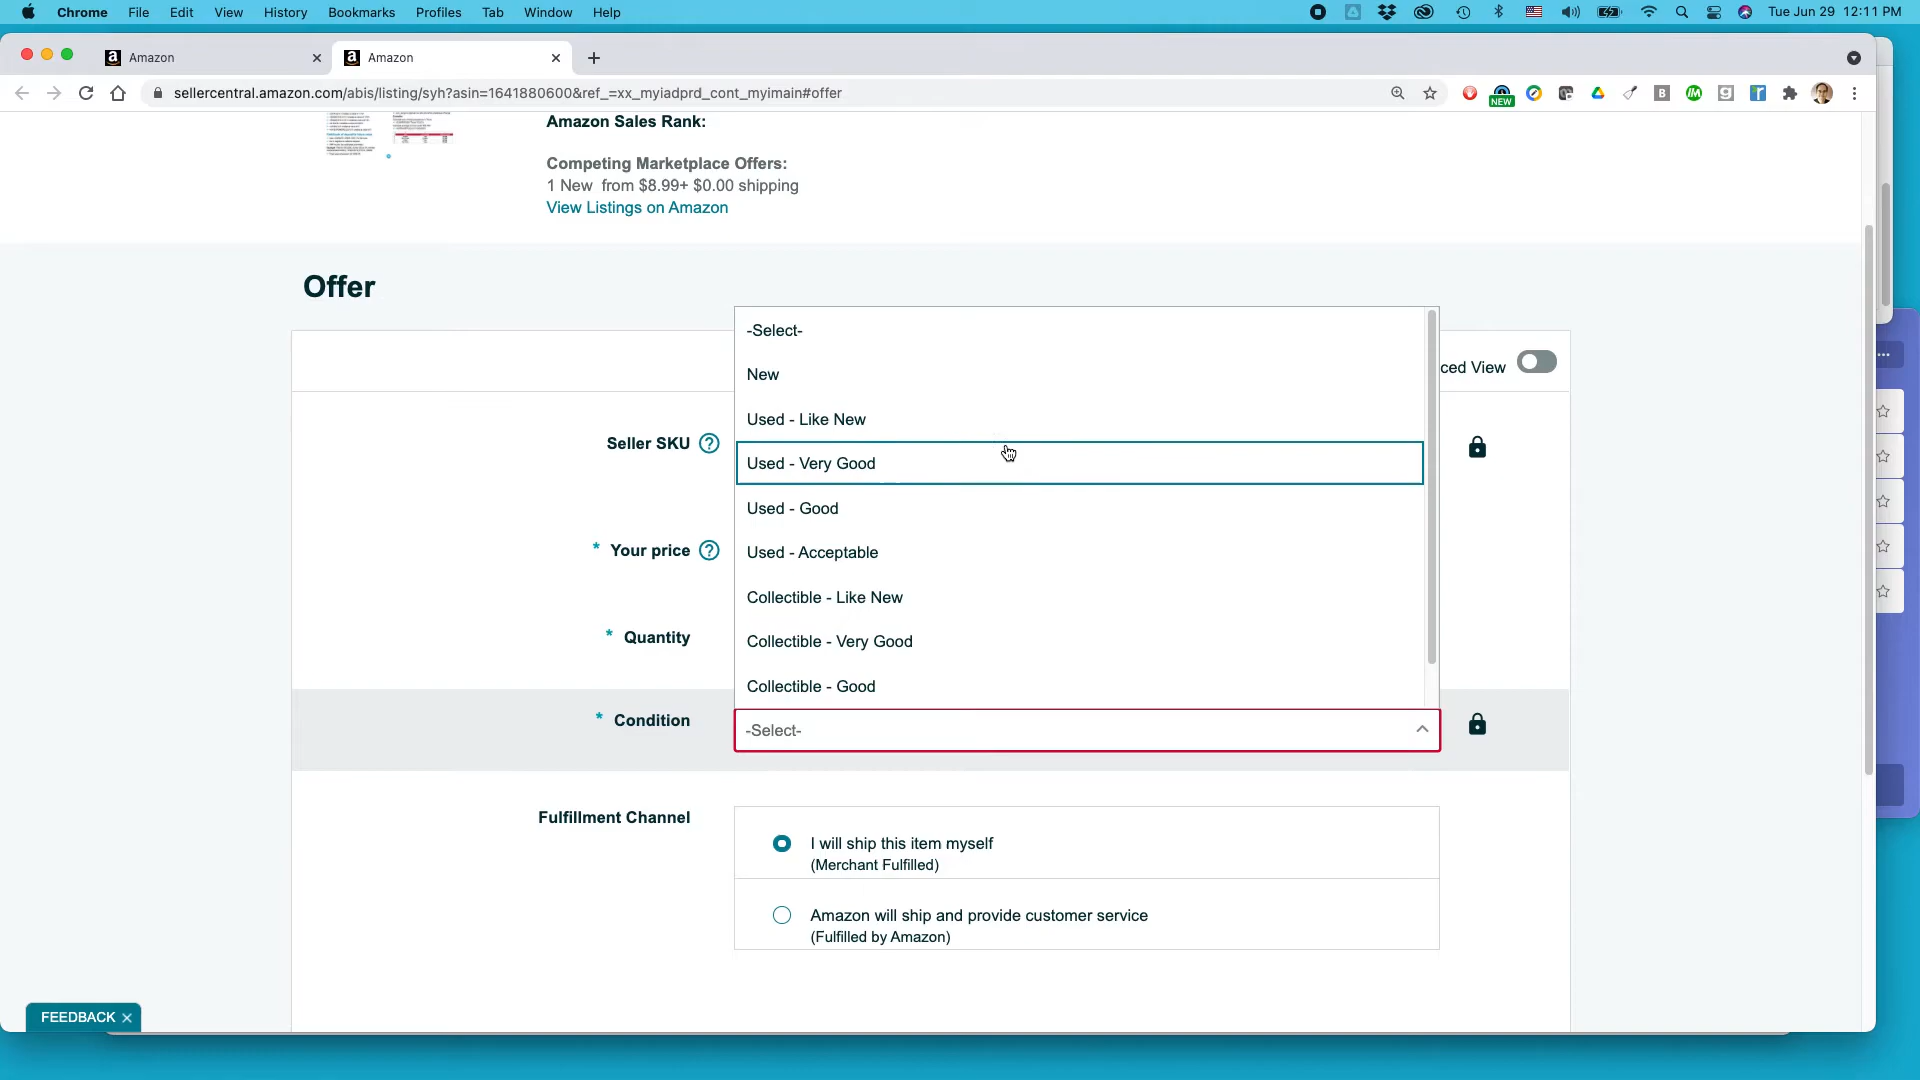 Chrome File Edit View History Bookmarks Profiles Tab Window Help Tue Jun 29 12:11 PM
Amazon Amazon
sellercentral.amazon.com/abis/listing/syh?asin=1641880600&ref_=xx_myiadprd_cont_myimain#offer
NEW
Amazon Sales Rank:
Competing Marketplace Offers:
1 New from $8.99+ $0.00 shipping
View Listings on Amazon
Offer
-Select-
ced View
New
Used - Like New
Seller SKU ?
Used - Very Good
Used - Good
* Your price ?
Used - Acceptable
Collectible - Like New
* Quantity
Collectible - Very Good
Collectible - Good
* Condition
-Select-
Fulfillment Channel
I will ship this item myself
(Merchant Fulfilled)
Amazon will ship and provide customer service
(Fulfilled by Amazon)
FEEDBACK ×